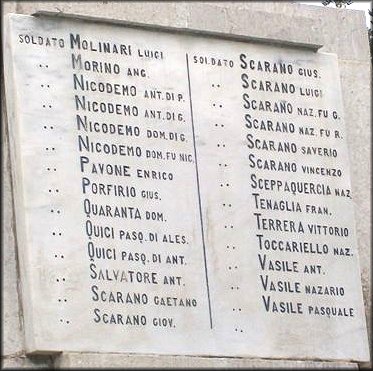 SOLDATO MOLINARI LUIGI
.. MORINO ANG.
.. NICODEMO ANT. DI P.
.. NICODEMO ANT. DI G.
.. NICODEMO DOM. DI G.
.. NICODEMO DOM. FU NIC.
.. PAVONE ENRICO
.. PORFIRIO GIUS.
.. QUARANTA DOM.
.. QUICI PASQ. DI ALES.
.. QUICI PASQ. DI ANT.
.. SALVATORE ANT.
.. SCARANO GAETANO
.. SCARANO GIOV.
SOLDATO SCARANO GIUS.
.. SCARANO LUIGI
.. SCARANO NAZ. FU G.
.. SCARANO NAZ. FU R.
.. SCARANO SAVERIO
.. SCARANO VINCENZO
.. SCEPPAQUERCIA NAZ.
.. TENAGLIA FRAN.
.. TERRERA VITTORIO
.. TOCCARIELLO NAZ.
.. VASILE ANT.
.. VASILE NAZARIO
.. VASILE PASQUALE